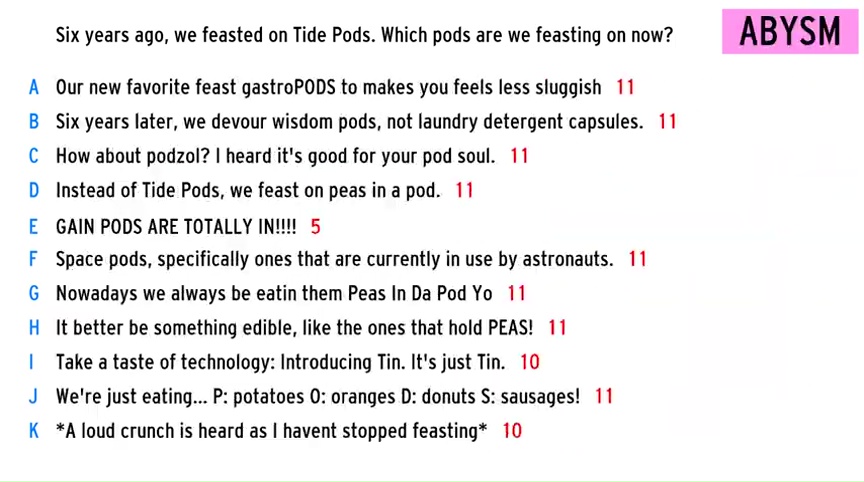 Six years ago, we feasted on Tide Pods. Which pods are we feasting on now?
ABYSM
A Our new favorite feast gastroPODS to makes you feels less sluggish 11
B Six years later, we devour wisdom pods, not laundry detergent capsules. 11
C How about podzol? I heard it's good for your pod soul. 11
D Instead of Tide Pods, we feast on peas in a pod. 11
E GAIN PODS ARE TOTALLY IN!!!! 5
F Space pods, specifically ones that are currently in use by astronauts. 11
G Nowadays we always be eatin them Peas In Da Pod Yo 11
H It better be something edible, like the ones that hold PEAS! 11
I Take a taste of technology: Introducing Tin. It's just Tin. 10
J We're just eating... P: potatoes O: oranges D: donuts S: sausages! 11
K *A loud crunch is heard as I havent stopped feasting* 10